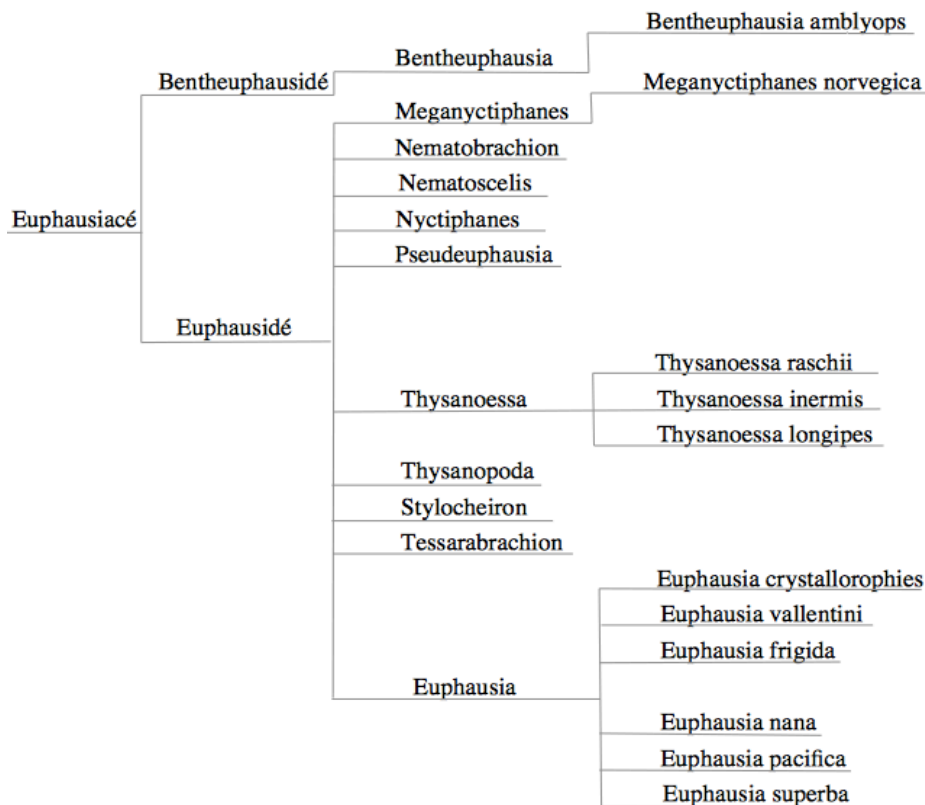 Bentheuphausia amblyops
Bentheuphausia
Bentheuphausidé
Meganyctiphanes norvegica
Meganyctiphanes
Nematobrachion
Nematoscelis
Euphausiacé
Nyctiphanes
Pseudeuphausia
Euphausidé
Thysanoessa raschii
Thysanoessa
Thysanoessa inermis
Thysanoessa longipes
Thysanopoda
Stylocheiron
Tessarabrachion
Euphausia crystallorophies
Euphausia vallentini
Euphausia frigida
Euphausia
Euphausia nana
Euphausia pacifica
Euphausia superba